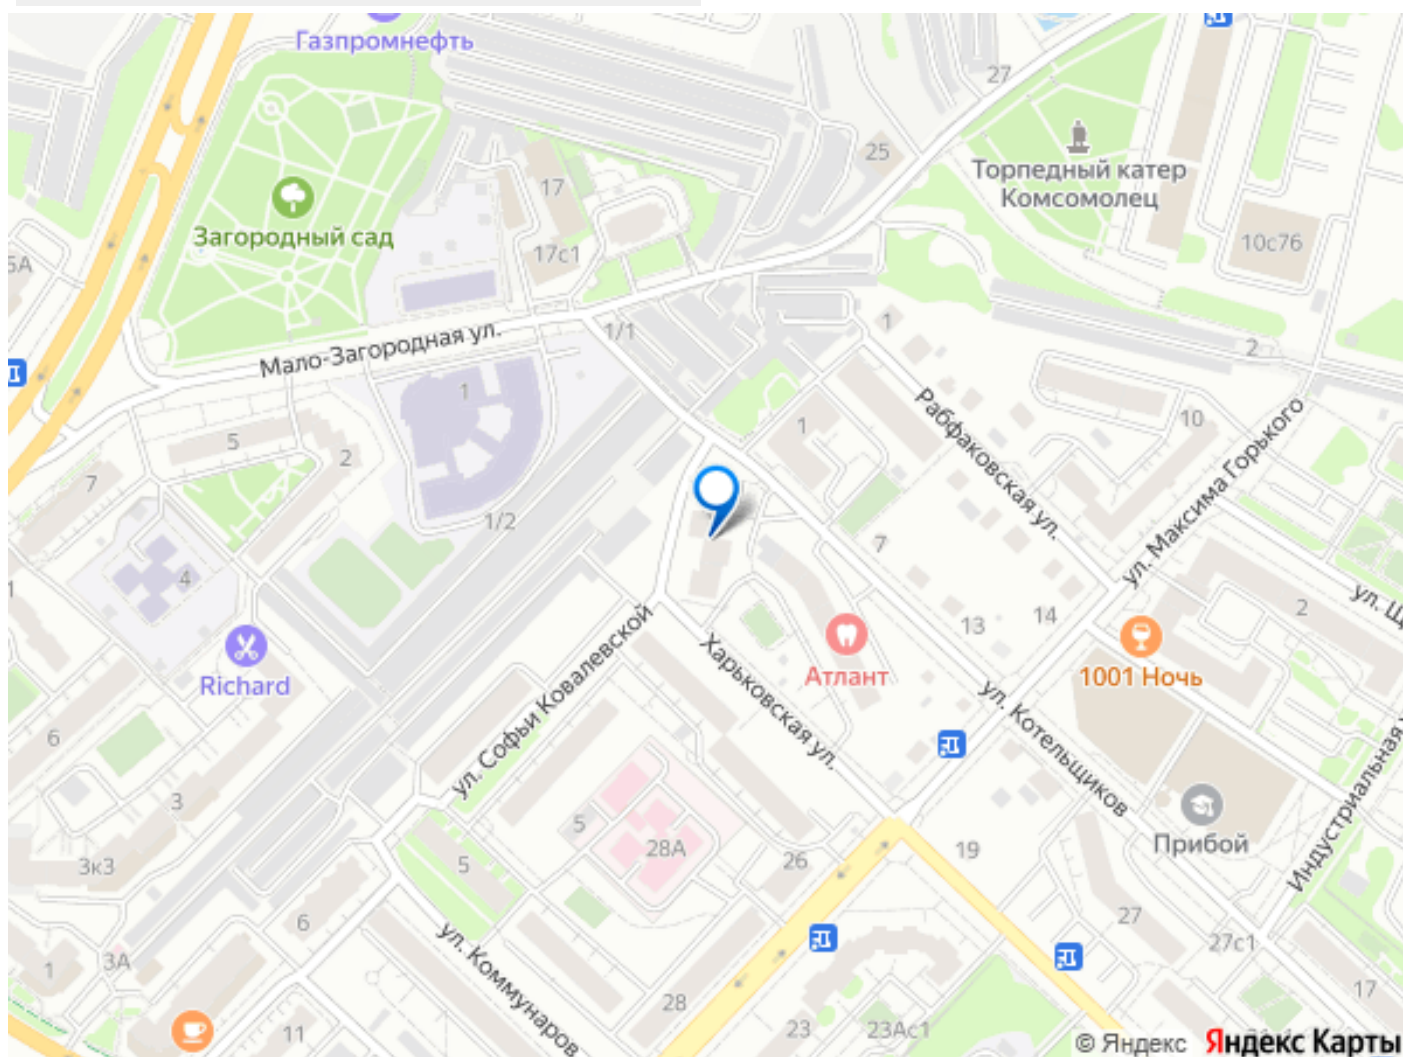 Газпромнефть
27
25
Торпедный катер
Комсомолец
17
Загородный сад
17с1
10с76
5А
1/1
1
2
Мало-Загородная ул.
1
Рабфаковская ул.
10
5
2
1
ул. Максима Горького
7
1/2
7
4
1
2
ул. Щ
14
13
Richard
Атлант
1001 Ночь
ул. Софьи Ковалевской
Харьковская ул.
ул. Котельщиков
6
3
Индустриальная
5
28А
Прибой
3к3
5
26
19
27
6
27с1
3А
1
ул. Коммунаров
17
28
11
23
23Ас1
© Яндекс Яндекс Карты